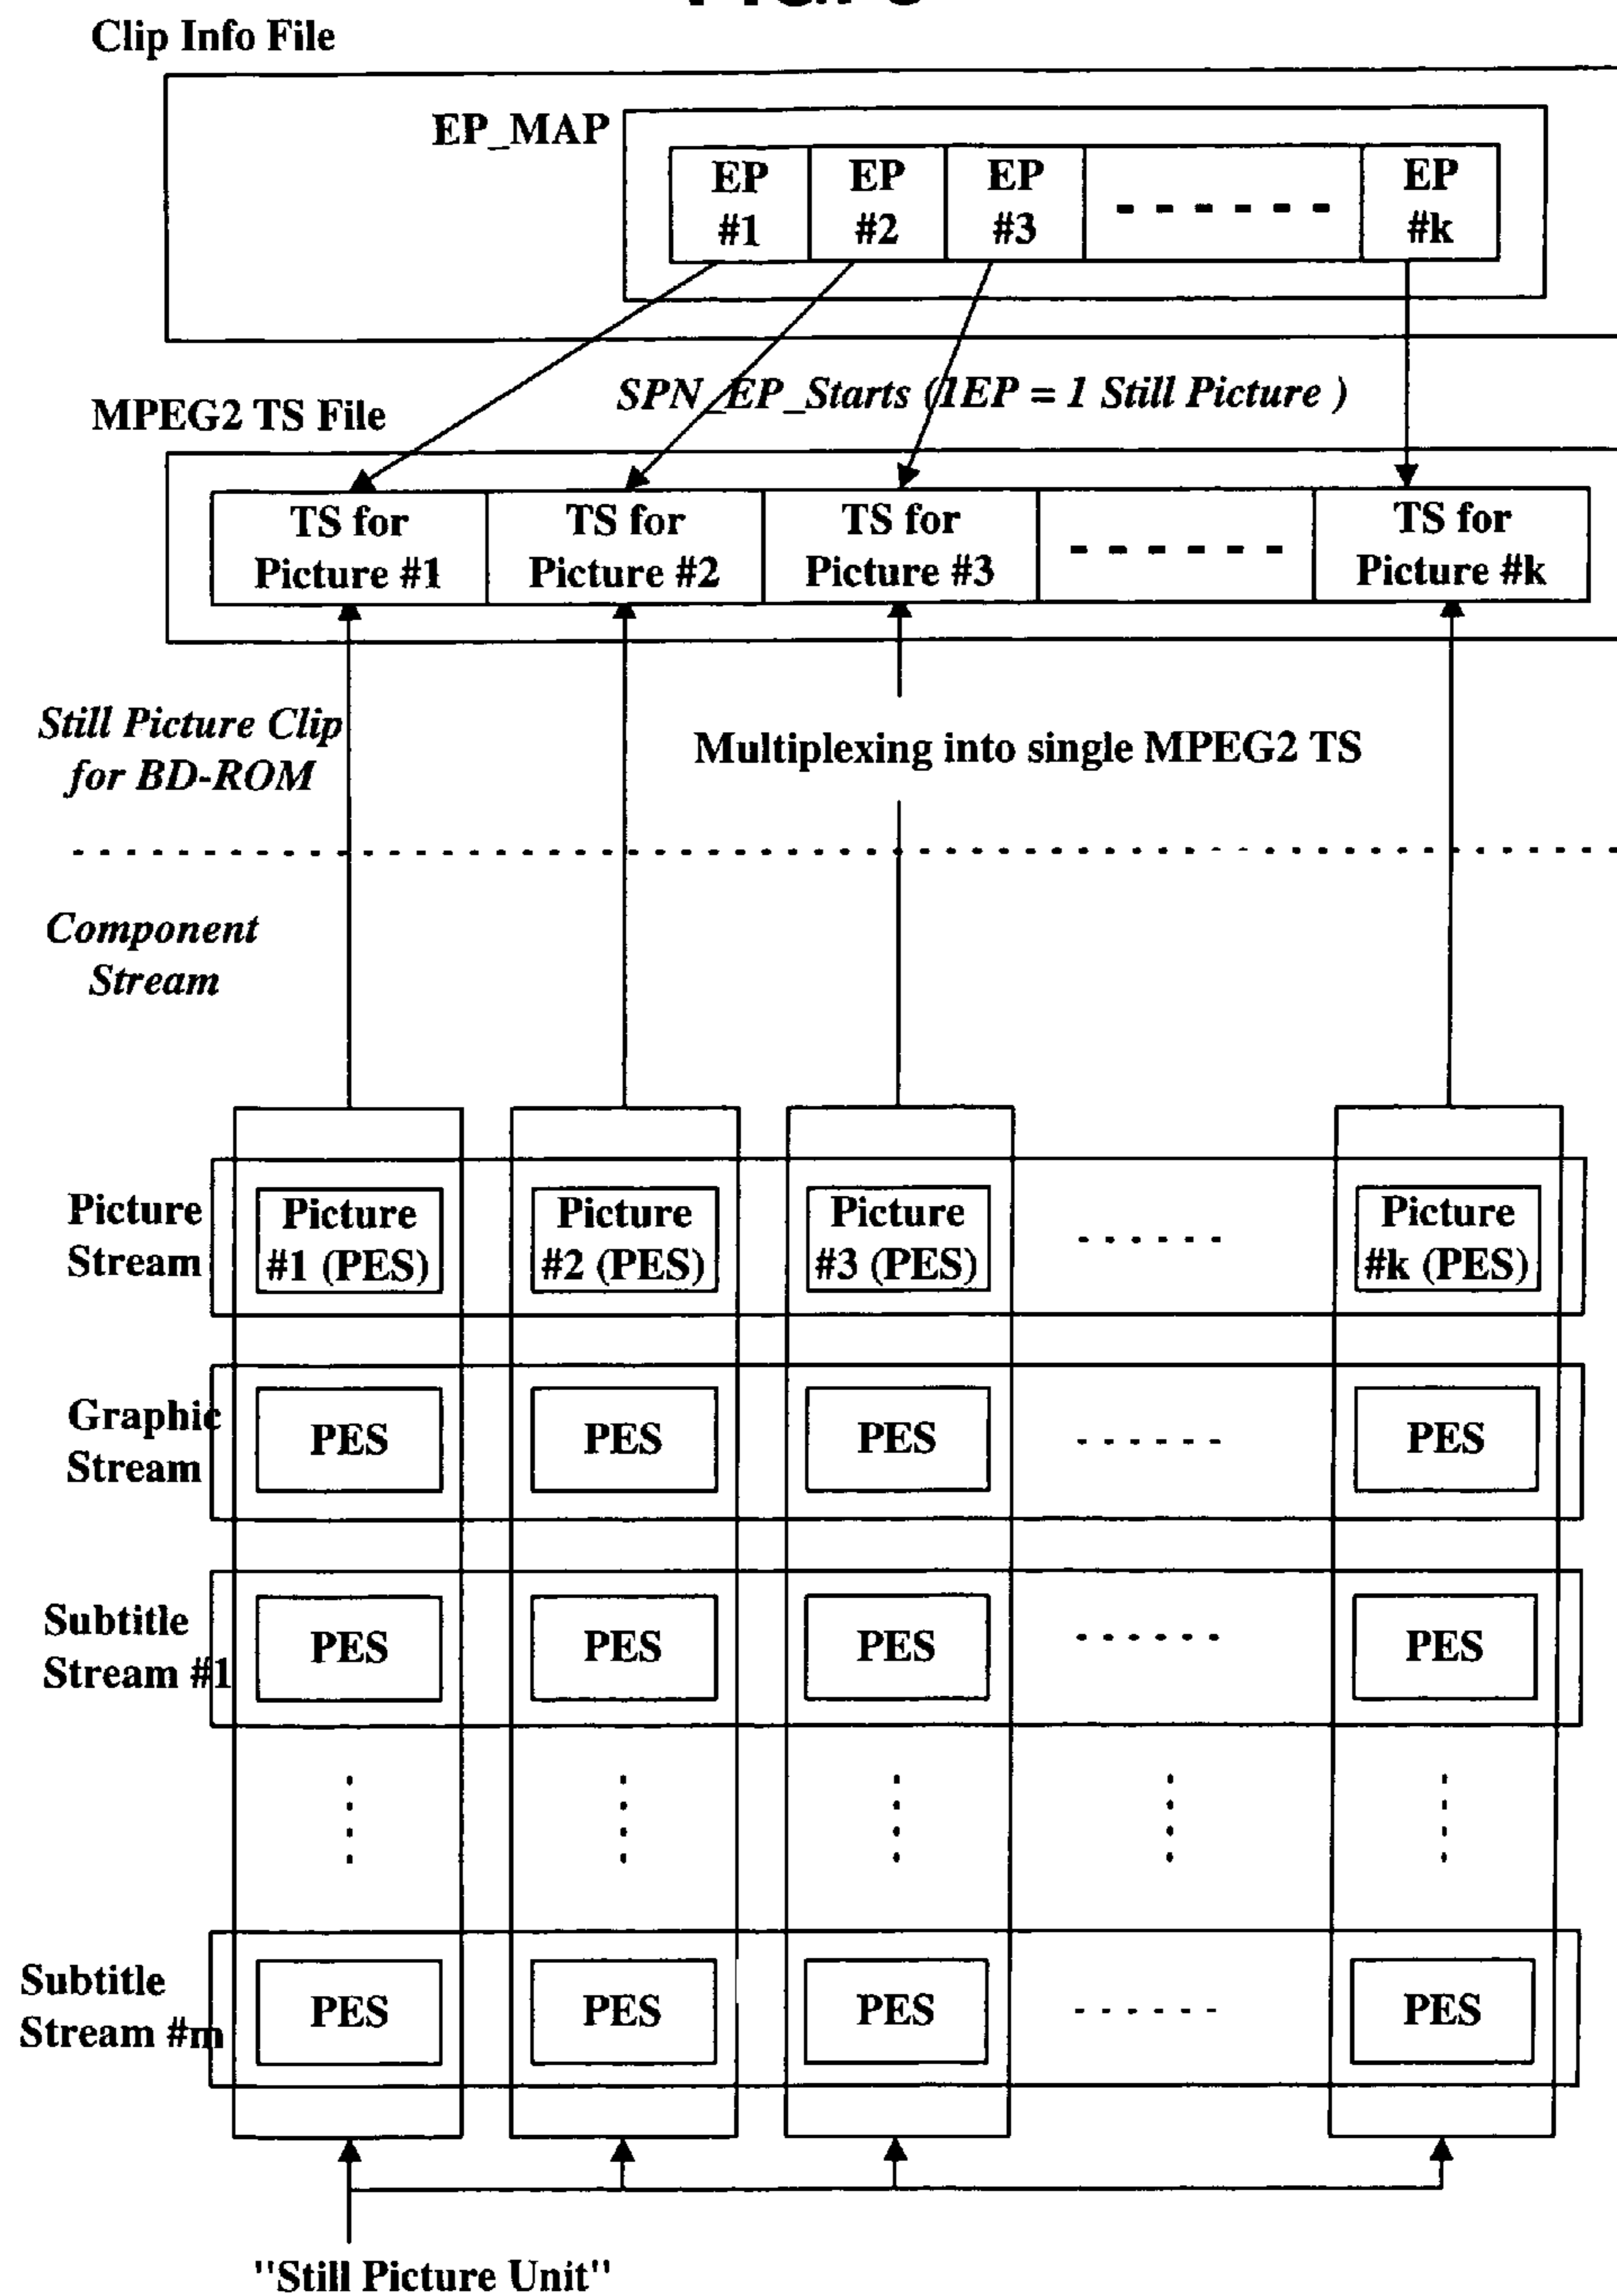 Clip Info File
EP_MAP
EP #1
EP #2
EP #3
EP #k
SPN_EP_Starts (1EP = 1 Still Picture )
MPEG2 TS File
TS for Picture #1
TS for Picture #2
TS for Picture #3
TS for Picture #k
Still Picture Clip
for BD-ROM
Multiplexing into single MPEG2 TS
Component
Stream
Picture
Stream
Picture #1 (PES)
Picture #2 (PES)
Picture #3 (PES)
Picture #k (PES)
Graphic
Stream
PES
PES
PES
PES
Subtitle
Stream #1
PES
PES
PES
PES
Subtitle
Stream #m
PES
PES
PES
PES
"Still Picture Unit"